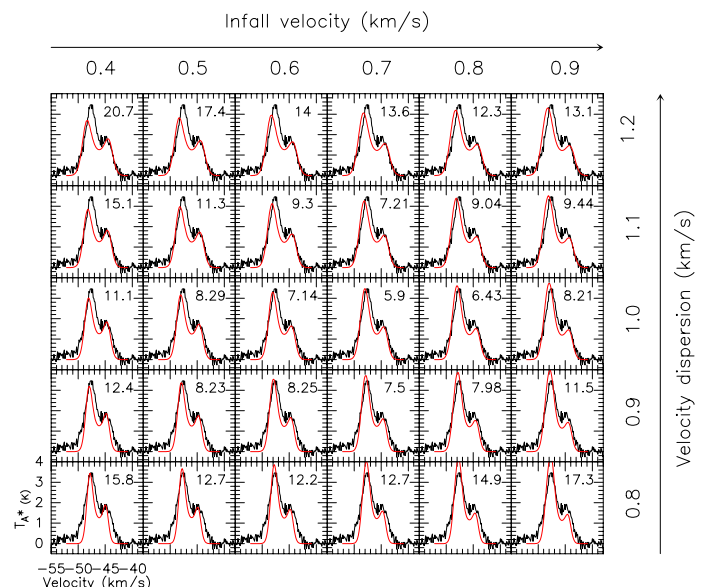 Infall velocity (km/s)
0.4 0.5 0.6 0.7 0.8 0.9
20.7 17.4 14 13.6 12.3 13.1
1.2
15.1 11.3 9.3 7.21 9.04 9.44
1.1
11.1 8.29 7.14 5.9 6.43 8.21
1.0
12.4 8.23 8.25 7.5 7.98 11.5
0.9
15.8 12.7 12.2 12.7 14.9 17.3
0.8
Velocity dispersion (km/s)
4
3
2
1
0
TA* (K)
−55−50−45−40
Velocity (km/s)